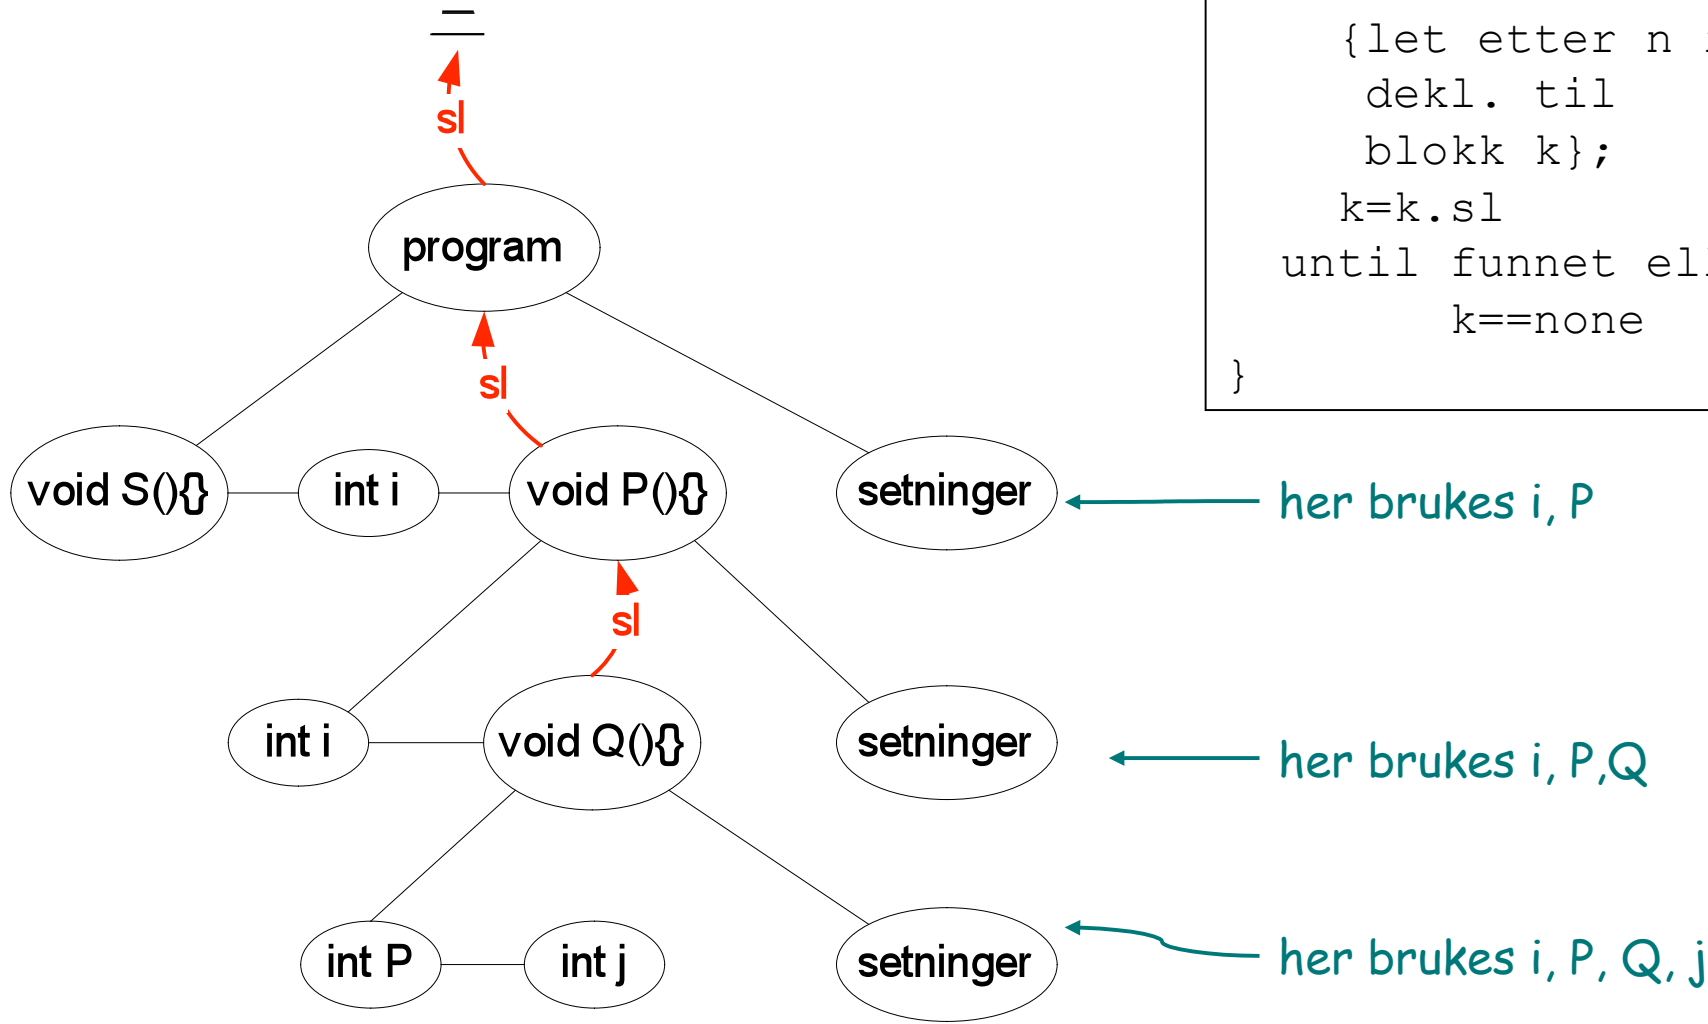 {let etter n
dekl. til
blokk k};
k=k.sl
until funnet
k==none
}
sl
program
sl
void S(){}
int i
void P(){}
setninger
her brukes i, P
sl
int i
void Q(){}
setninger
her brukes i, P,Q
int P
int j
setninger
her brukes i, P, Q, j